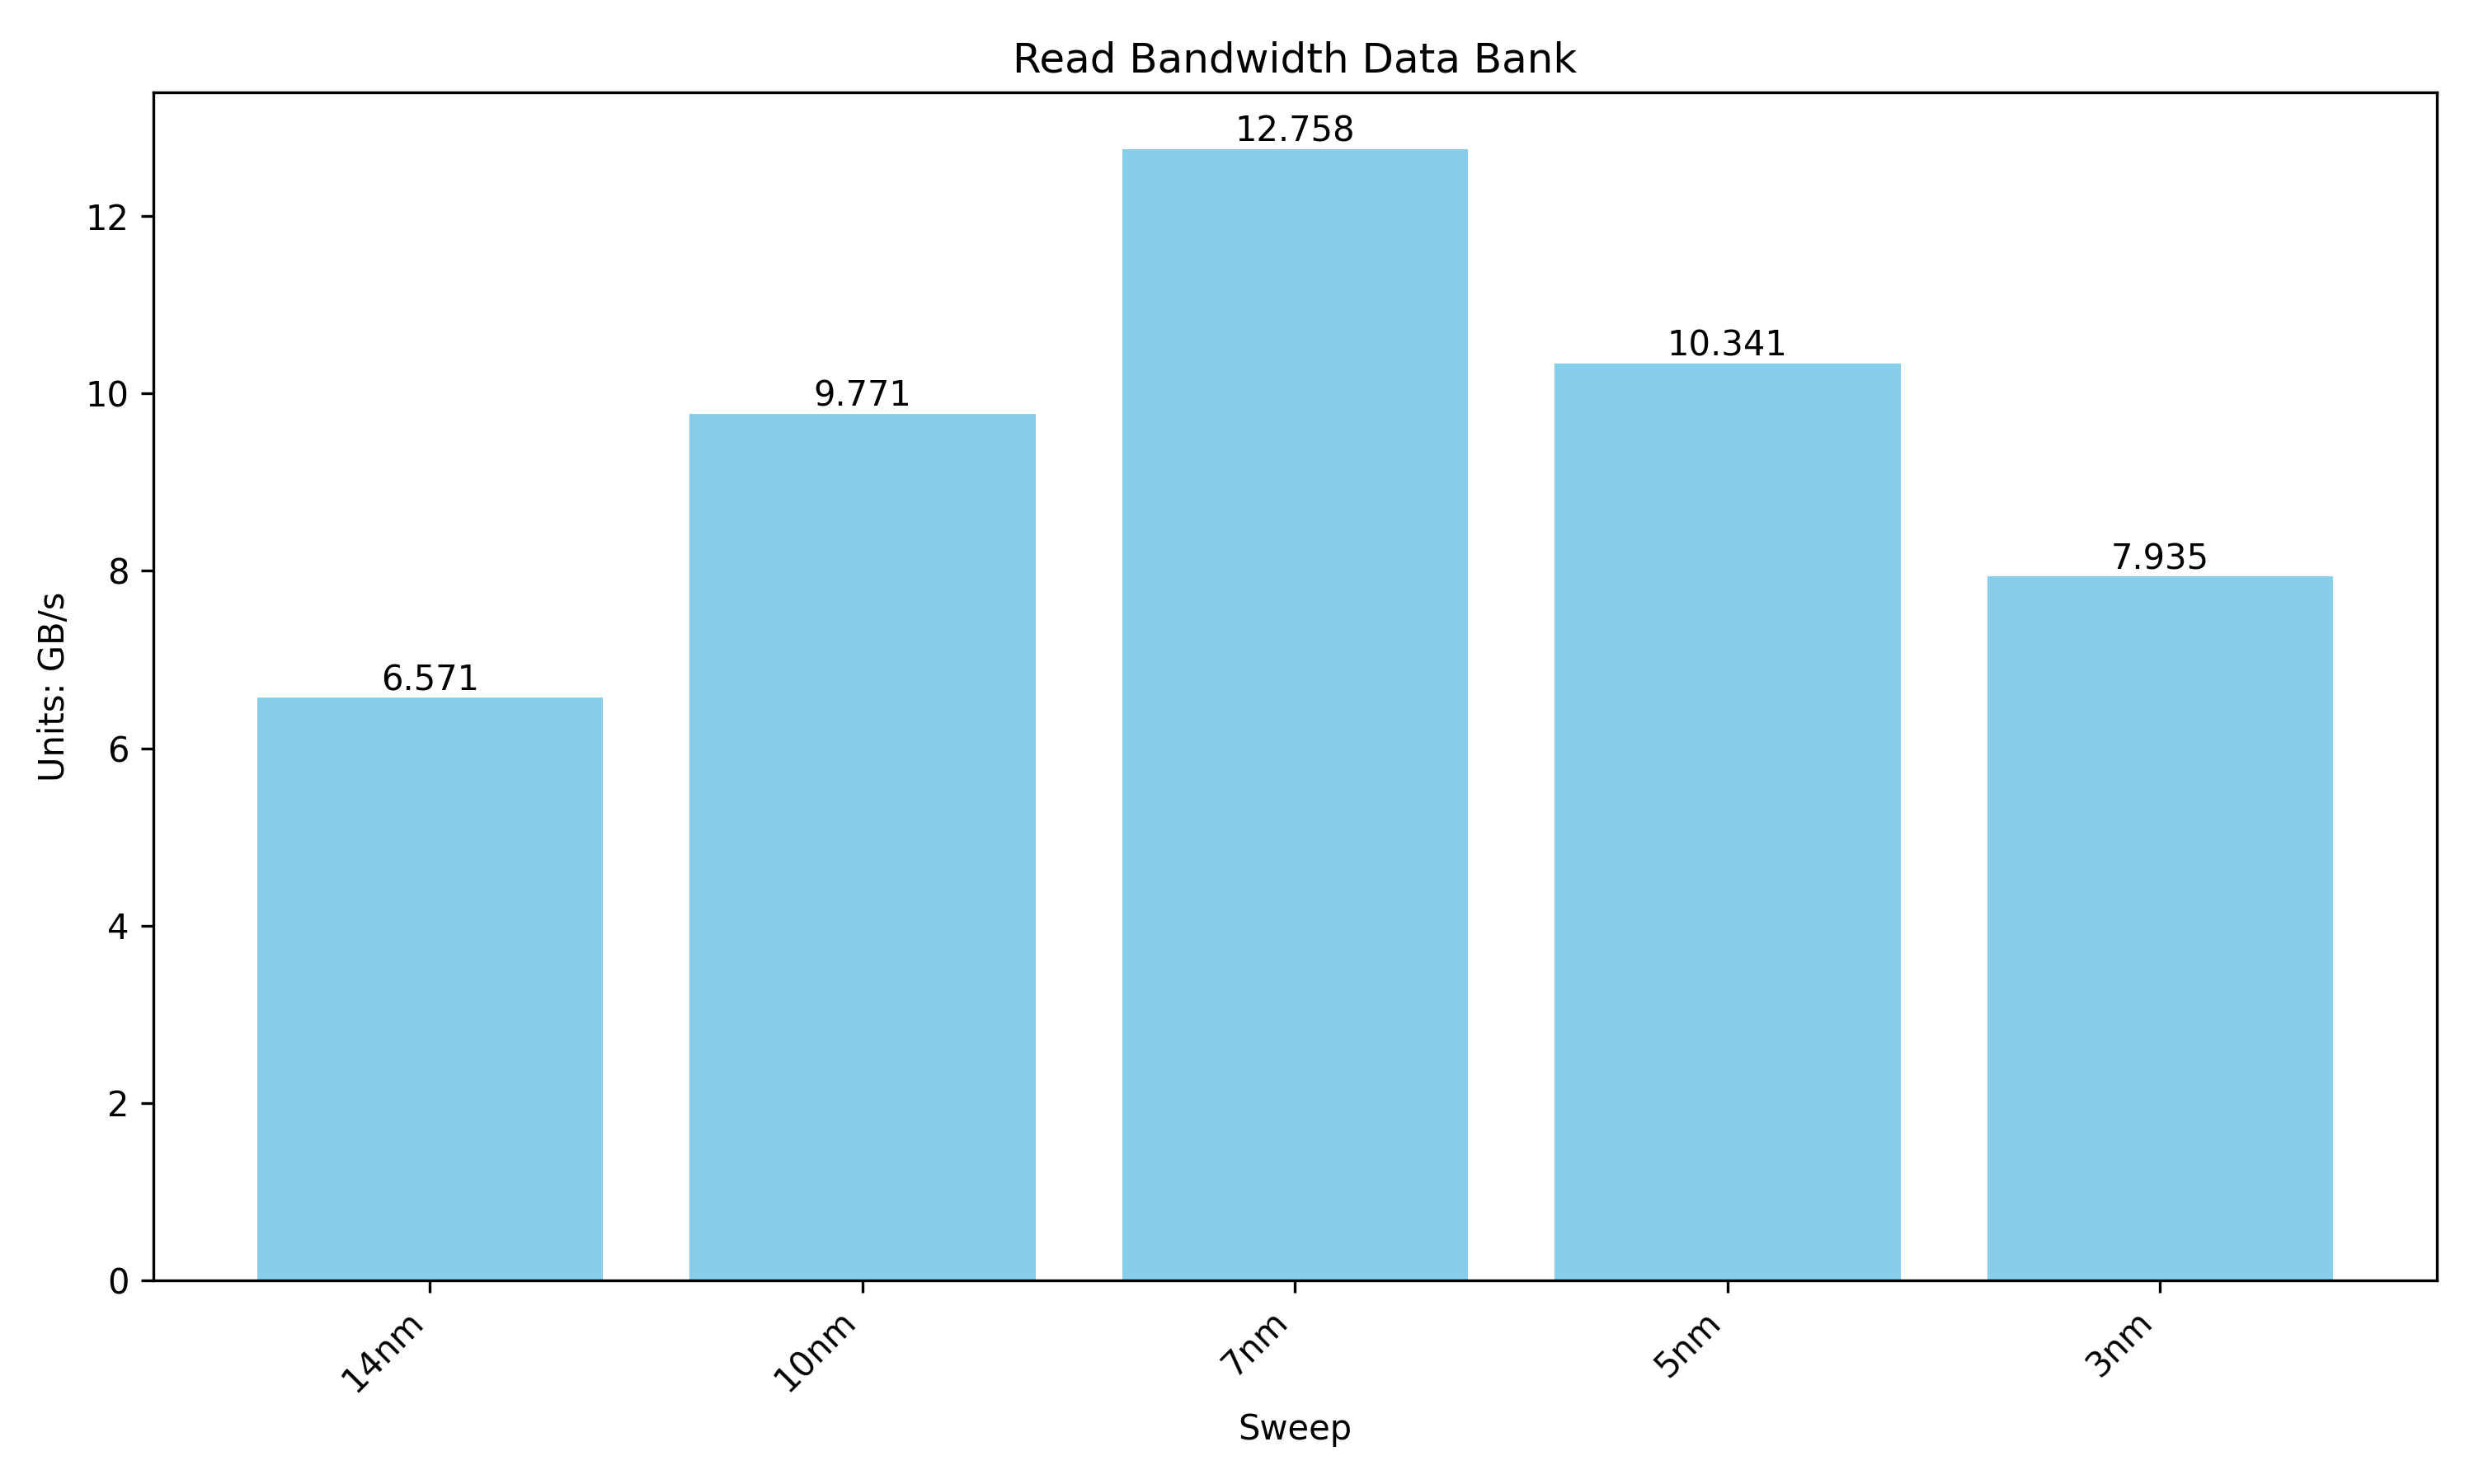 Read Bandwidth Data Bank
12.758
12
10.341
10
9.771
8
7.935
6.571
6
Units: GB/s
4
2
0
14nm
10nm
7nm
5nm
3nm
Sweep